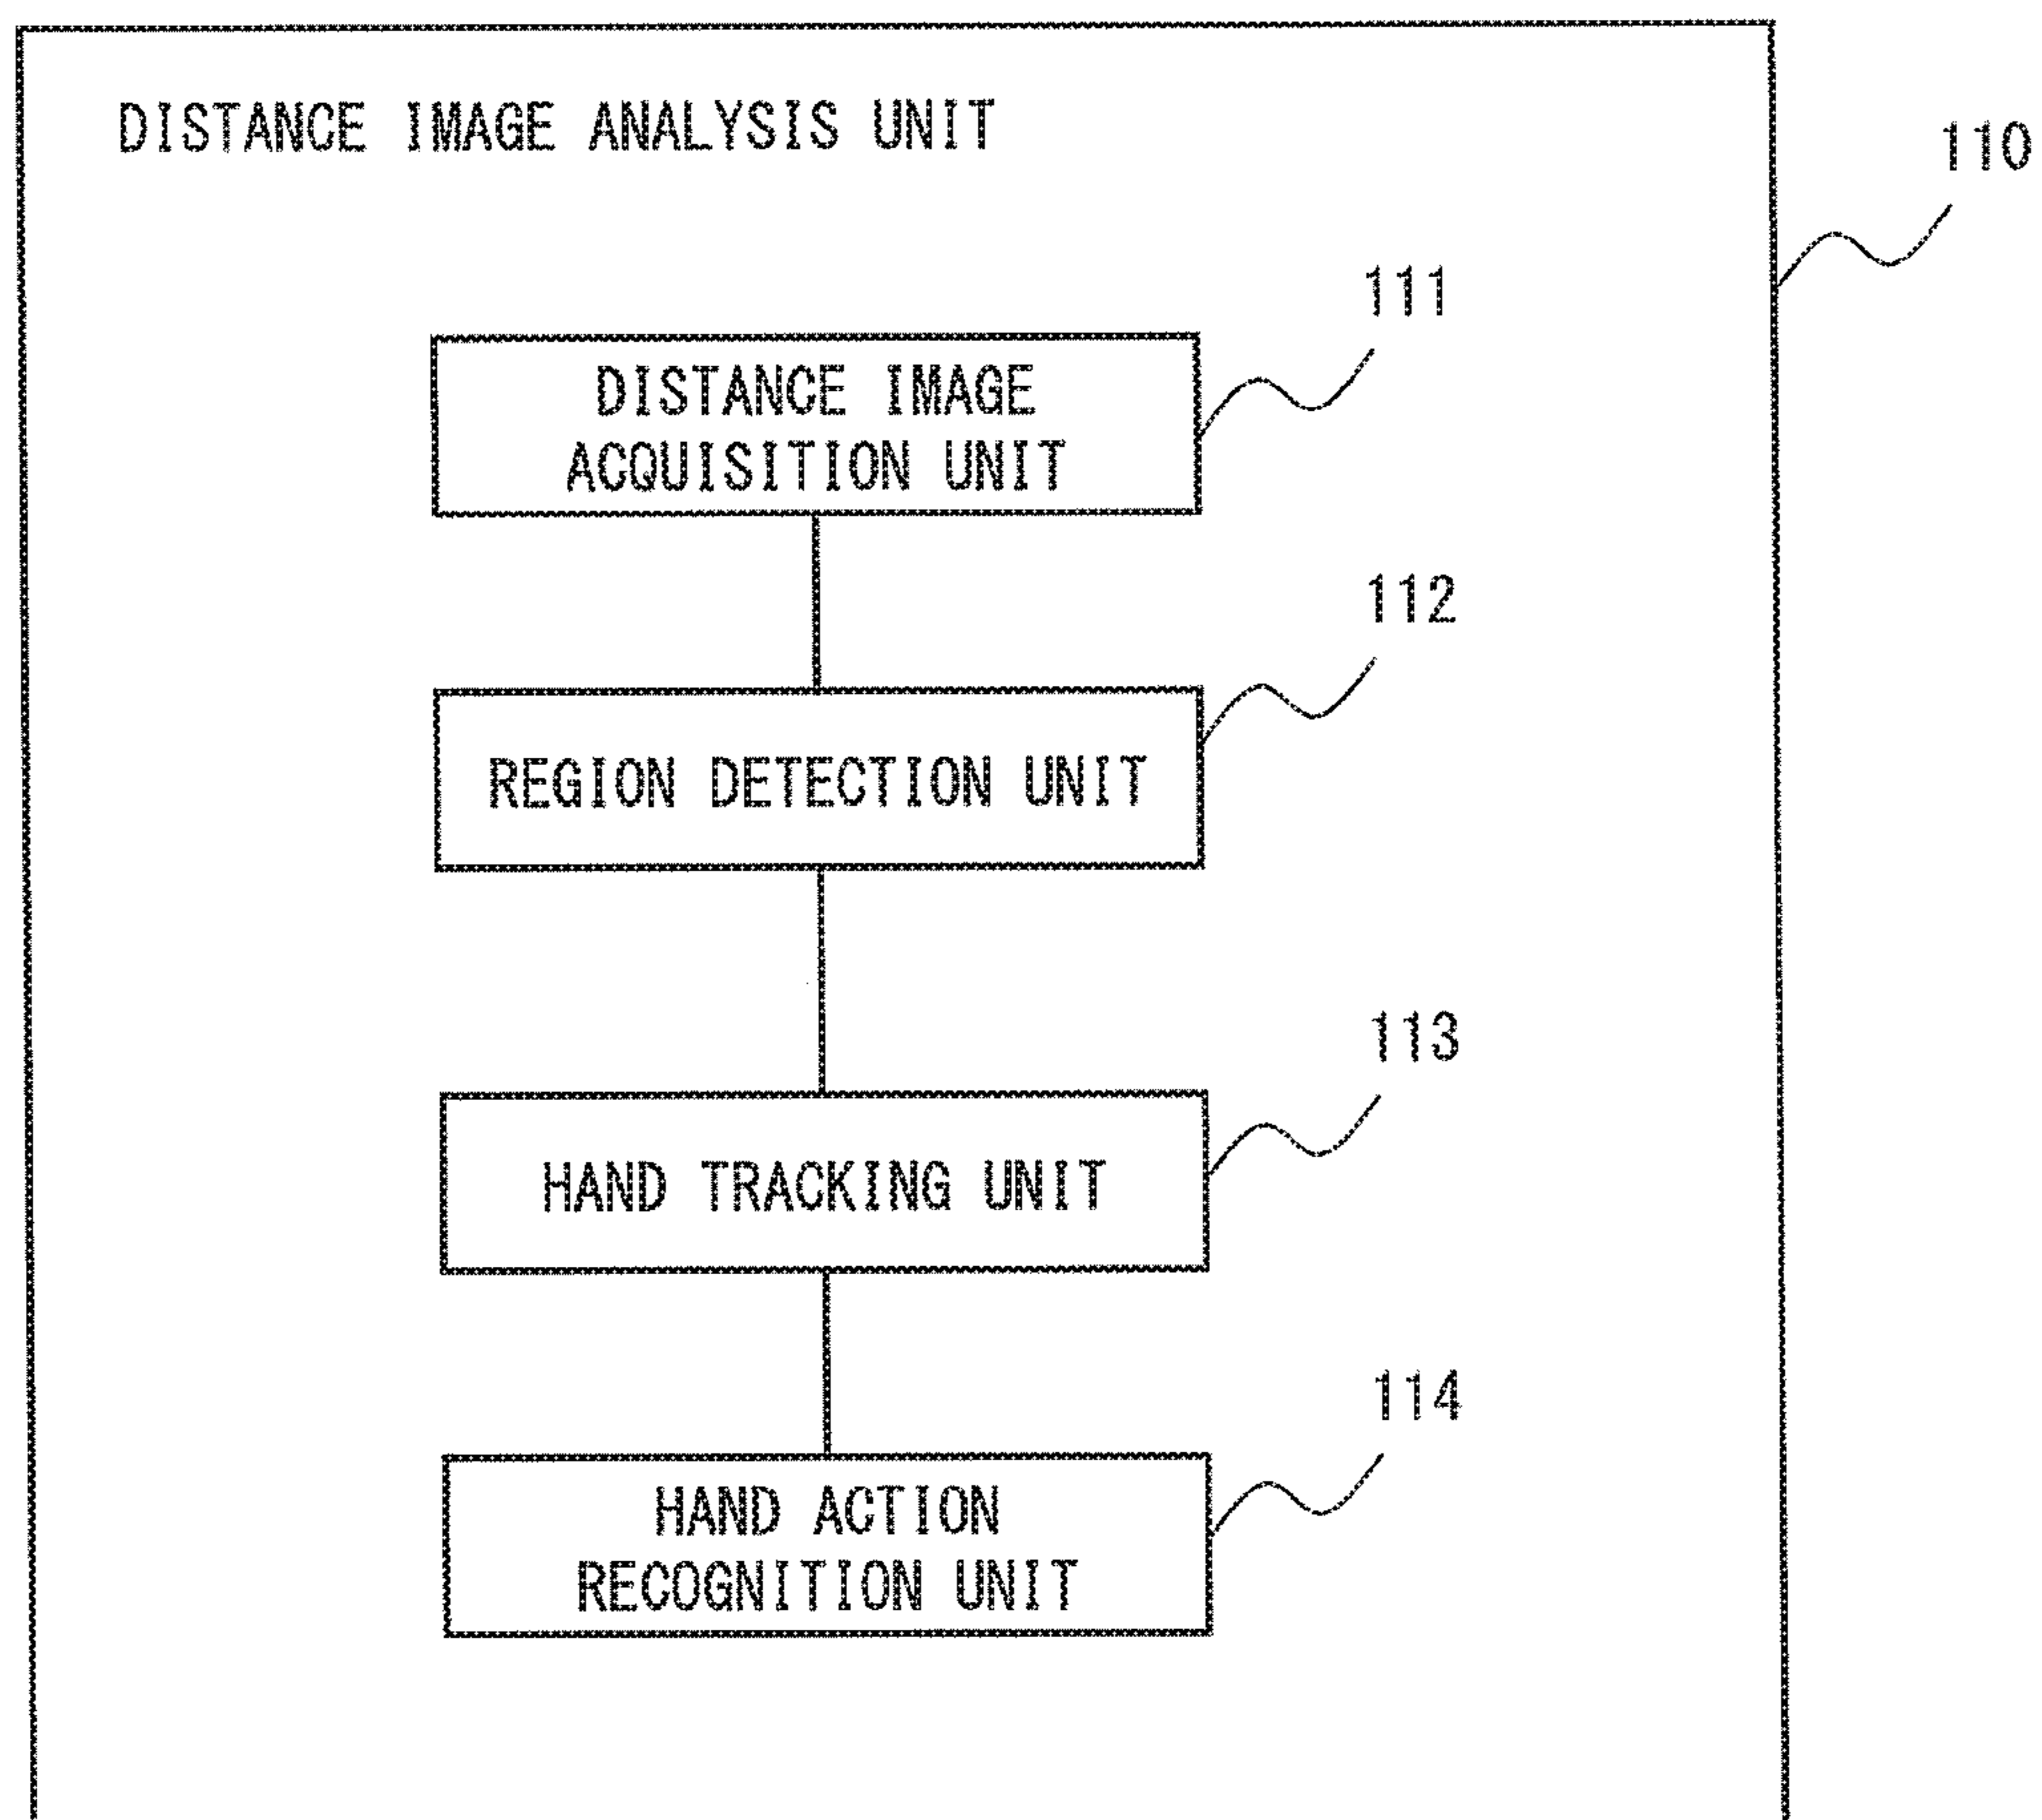 DISTANCE IMAGE ANALYSIS UNIT
110
111
DISTANCE IMAGE
ACQUISITION UNIT
112
REGION DETECTION UNIT
113
HAND TRACKING UNIT
114
HAND ACTION
RECOGNITION UNIT